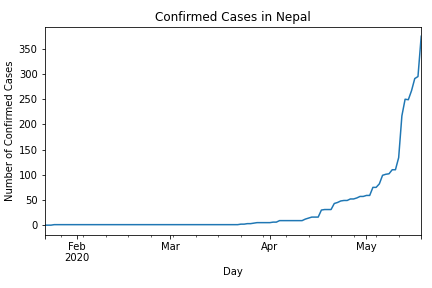 Confirmed Cases in Nepal
Number of Confirmed Cases
350
300
250
200
150
100
50
0
Feb Mar Apr May
2020
Day